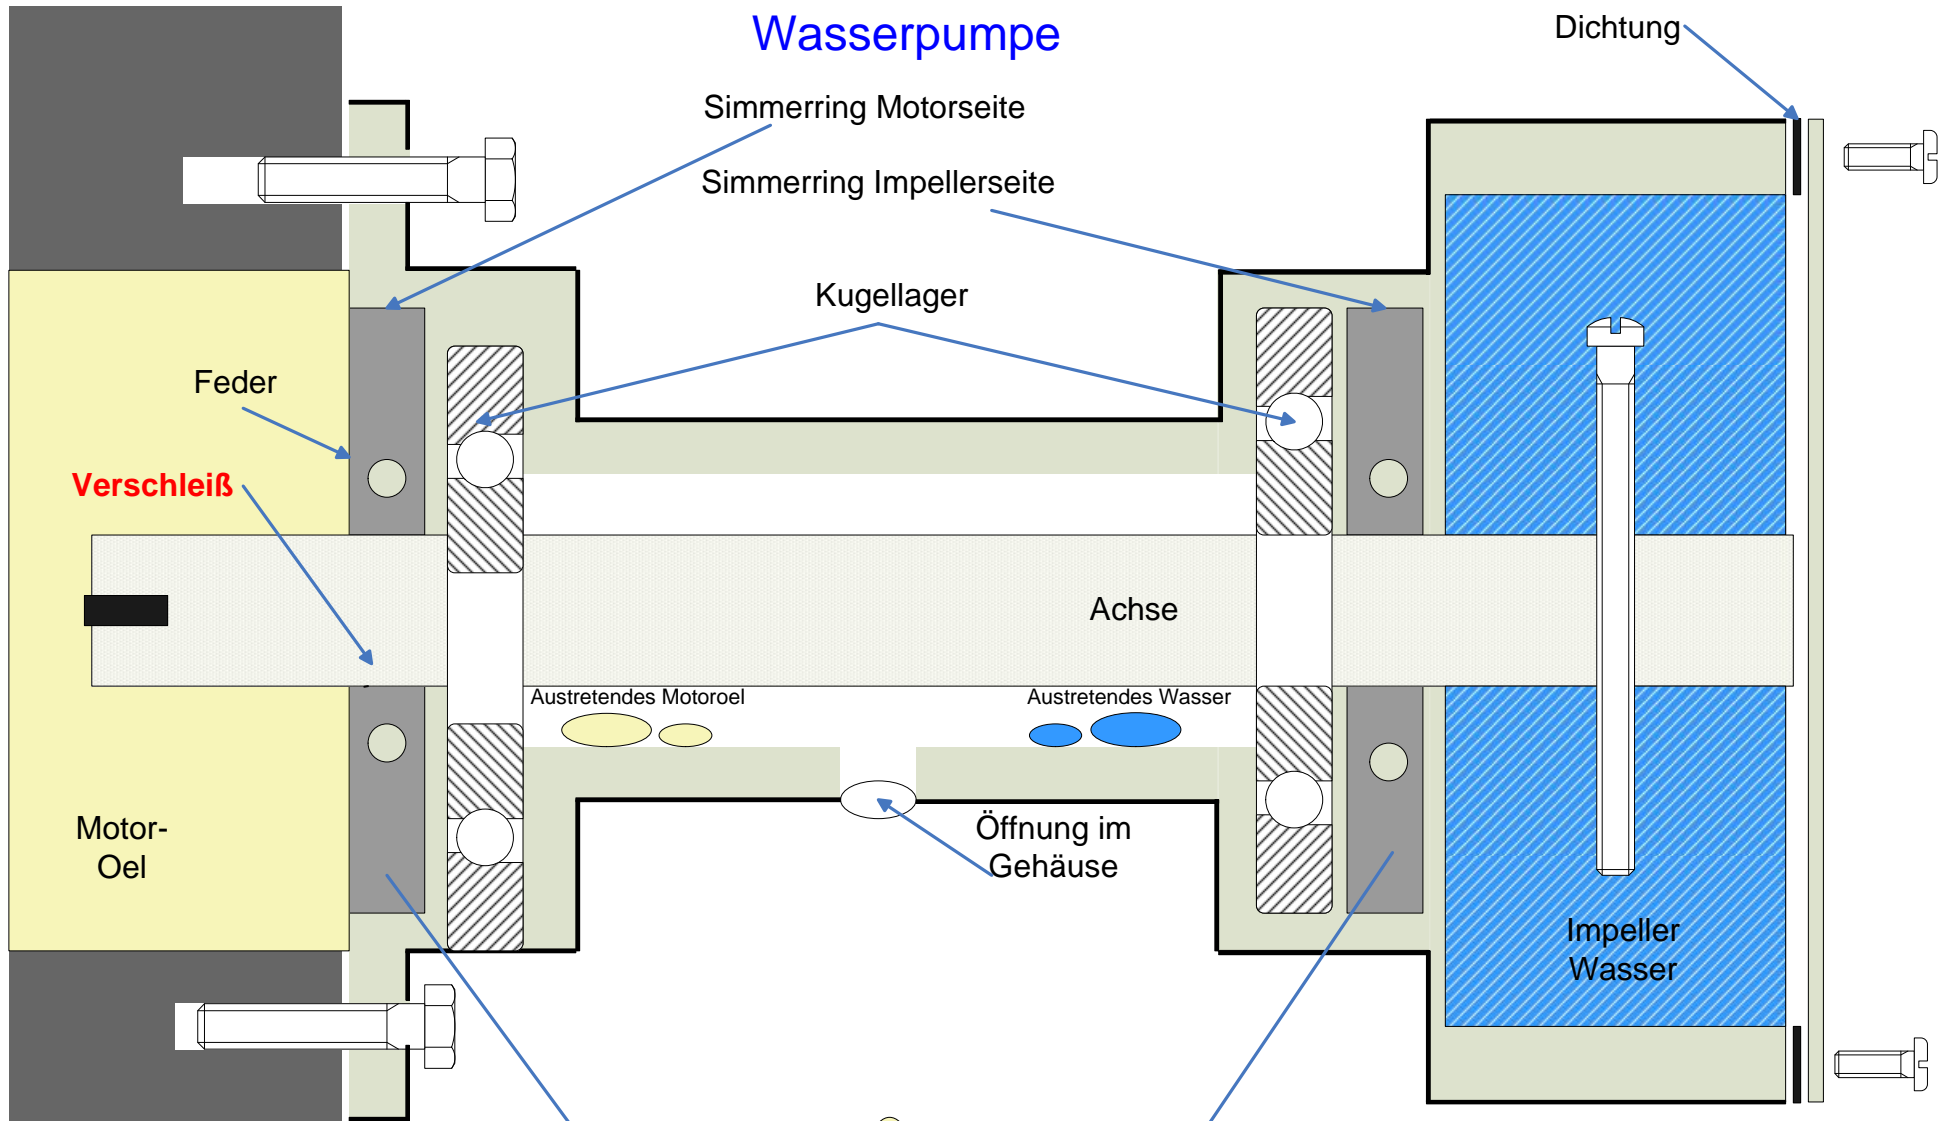 Wasserpumpe
Dichtung
Simmerring Motorseite
Simmerring Impellerseite
Kugellager
Feder
Verschleiß
Achse
Austretendes Motoroel
Austretendes Wasser
Motor-
Oel
Öffnung im
Gehäuse
Impeller
Wasser